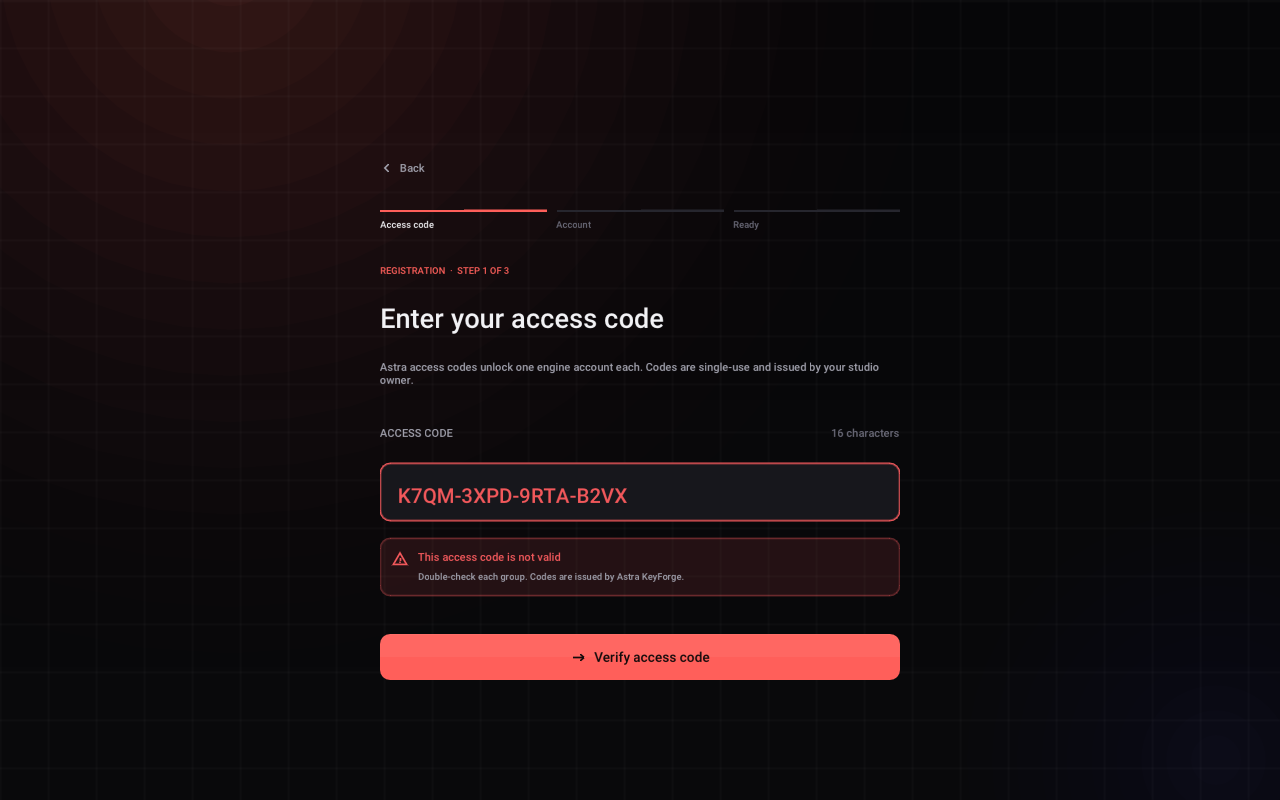 Back
Access code
Account
Ready
REGISTRATION · STEP 1 OF 3
Enter your access code
Astra access codes unlock one engine account each. Codes are single-use and issued by your studio
owner.
ACCESS CODE
16 characters
K7QM-3XPD-9RTA-B2VX
This access code is not valid
Double-check each group. Codes are issued by Astra KeyForge.
Verify access code